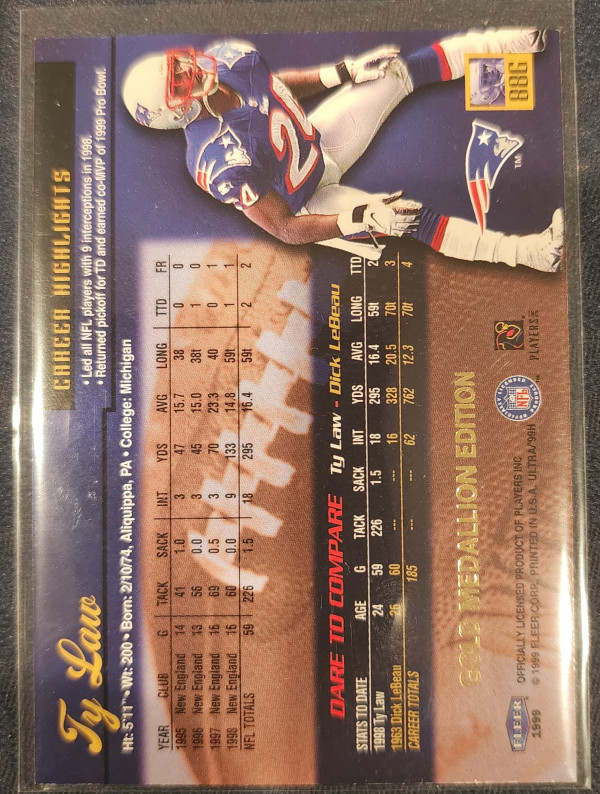 Ty Law
Ht: 5'11" • Wt: 200 • Born: 2/10/74, Aliquippa, PA • College: Michigan
CAREER HIGHLIGHTS
• Led all NFL players with 9 interceptions in 1998.
• Returned pickoff for TD and earned co-MVP of 1999 Pro Bowl.
88G
YEAR CLUB G TACK SACK INT YDS AVG LONG TTD FR
1995 New England 14 41 1.0 3 47 15.7 38 0 0
1996 New England 13 56 0.0 3 45 15.0 38t 1 0
1997 New England 16 69 0.5 3 70 23.3 40 0 1
1998 New England 16 60 0.0 9 133 14.8 59t 1 1
NFL TOTALS 59 226 1.5 18 295 16.4 59t 2 2
DARE TO COMPARE Ty Law - Dick LeBeau
STATS TO DATE AGE G TACK SACK INT YDS AVG LONG TTD
1998 Ty Law 24 59 226 1.5 18 295 16.4 59t 2
1963 Dick LeBeau 26 60 --- --- 16 328 20.5 70t 3
CAREER TOTALS 185 --- --- 62 762 12.3 70t 4
24
TM
GOLD MEDALLION EDITION
FLEER
1999
OFFICIALLY LICENSED PRODUCT OF PLAYERS INC
© 1999 FLEER CORP. PRINTED IN U.S.A. ULTRA/99H
NFL
PLAYERS INC